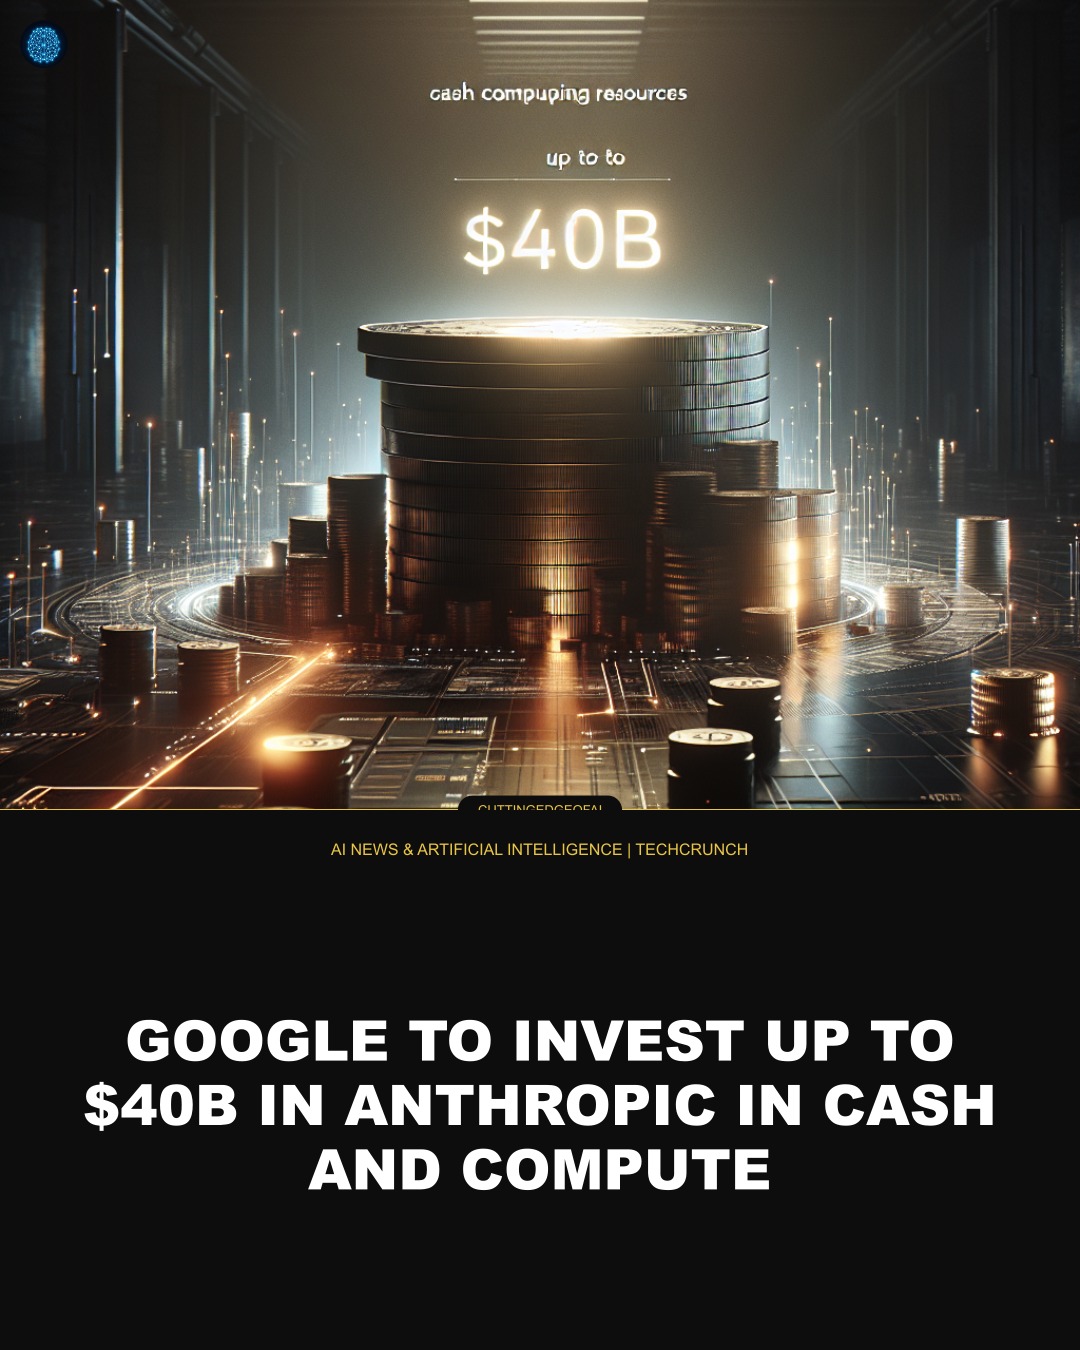 cash compuping resources
up to to
$40B
CUTTINGEDGEOFAI
AI NEWS & ARTIFICIAL INTELLIGENCE | TECHCRUNCH
GOOGLE TO INVEST UP TO
$40B IN ANTHROPIC IN CASH
AND COMPUTE